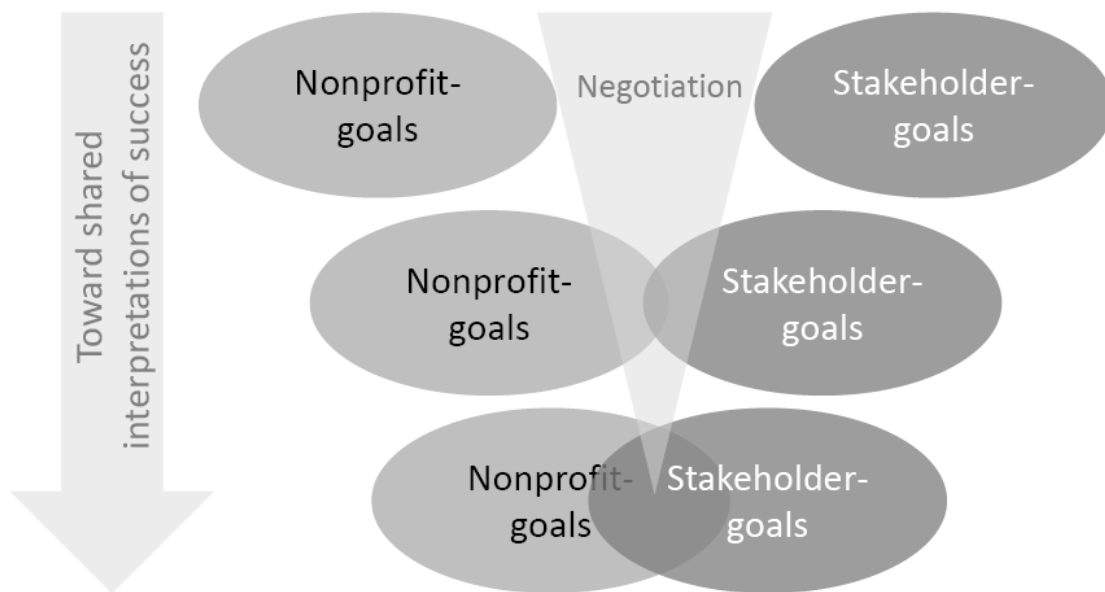 Toward shared
interpretations of success
Nonprofit-
goals
Negotiation
Stakeholder-
goals
Nonprofit-
goals
Stakeholder-
goals
Nonprofit-
goals
Stakeholder-
goals